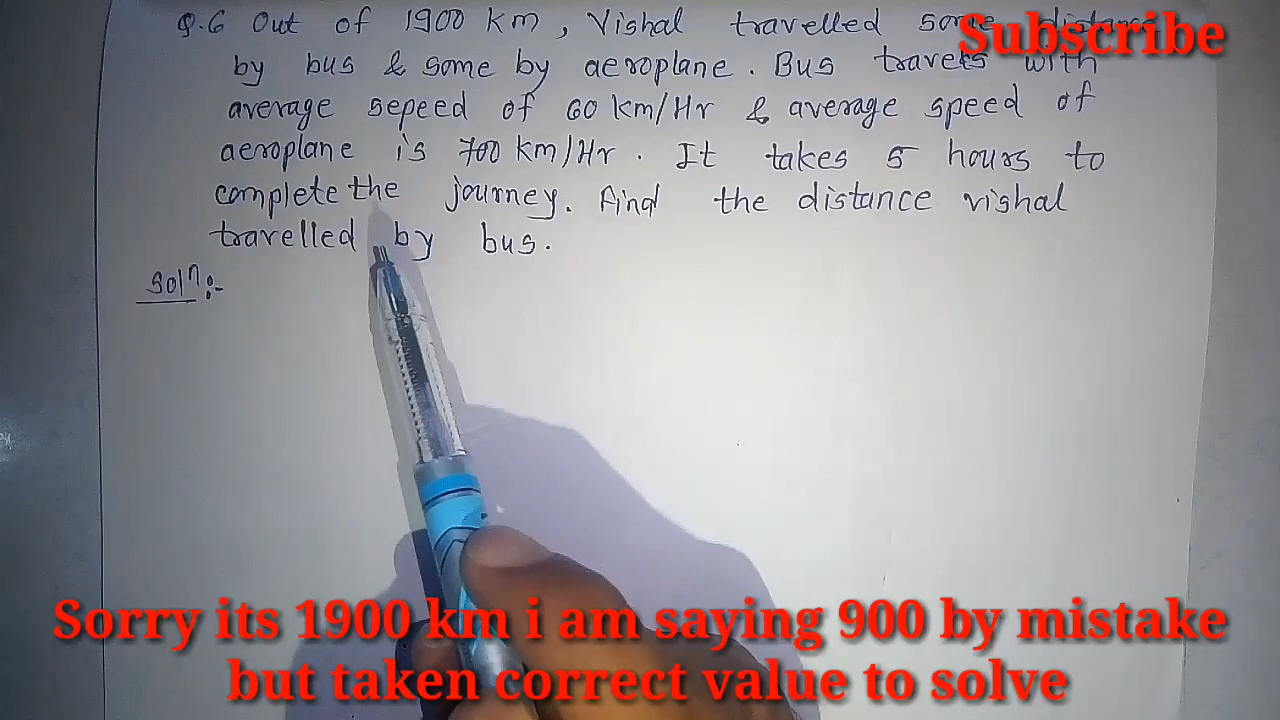 Q.6 Out of 1900 km, Vishal travelled some distance
Subscribe
by bus & some by aeroplane. Bus travels with
average sepeed of 60 km/Hr & average speed of
aeroplane is 700 km/Hr. It takes 5 hours to
complete the journey. Find the distance vishal
travelled by bus.
Solⁿ:-
Sorry its 1900 km i am saying 900 by mistake
but taken correct value to solve